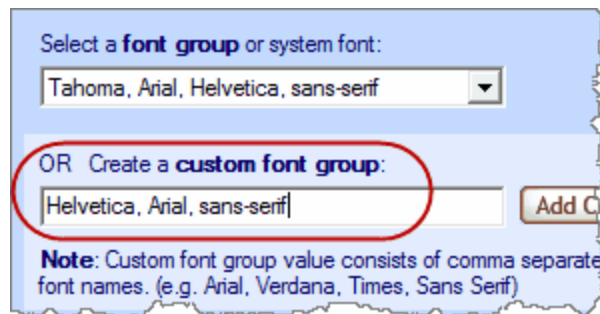 Select a font group or system font:
Tahoma, Arial, Helvetica, sans-serif
OR Create a custom font group:
Helvetica, Arial, sans-serif
Add
Note: Custom font group value consists of comma
font names. (e.g. Arial, Verdana, Times, Sans Serif)